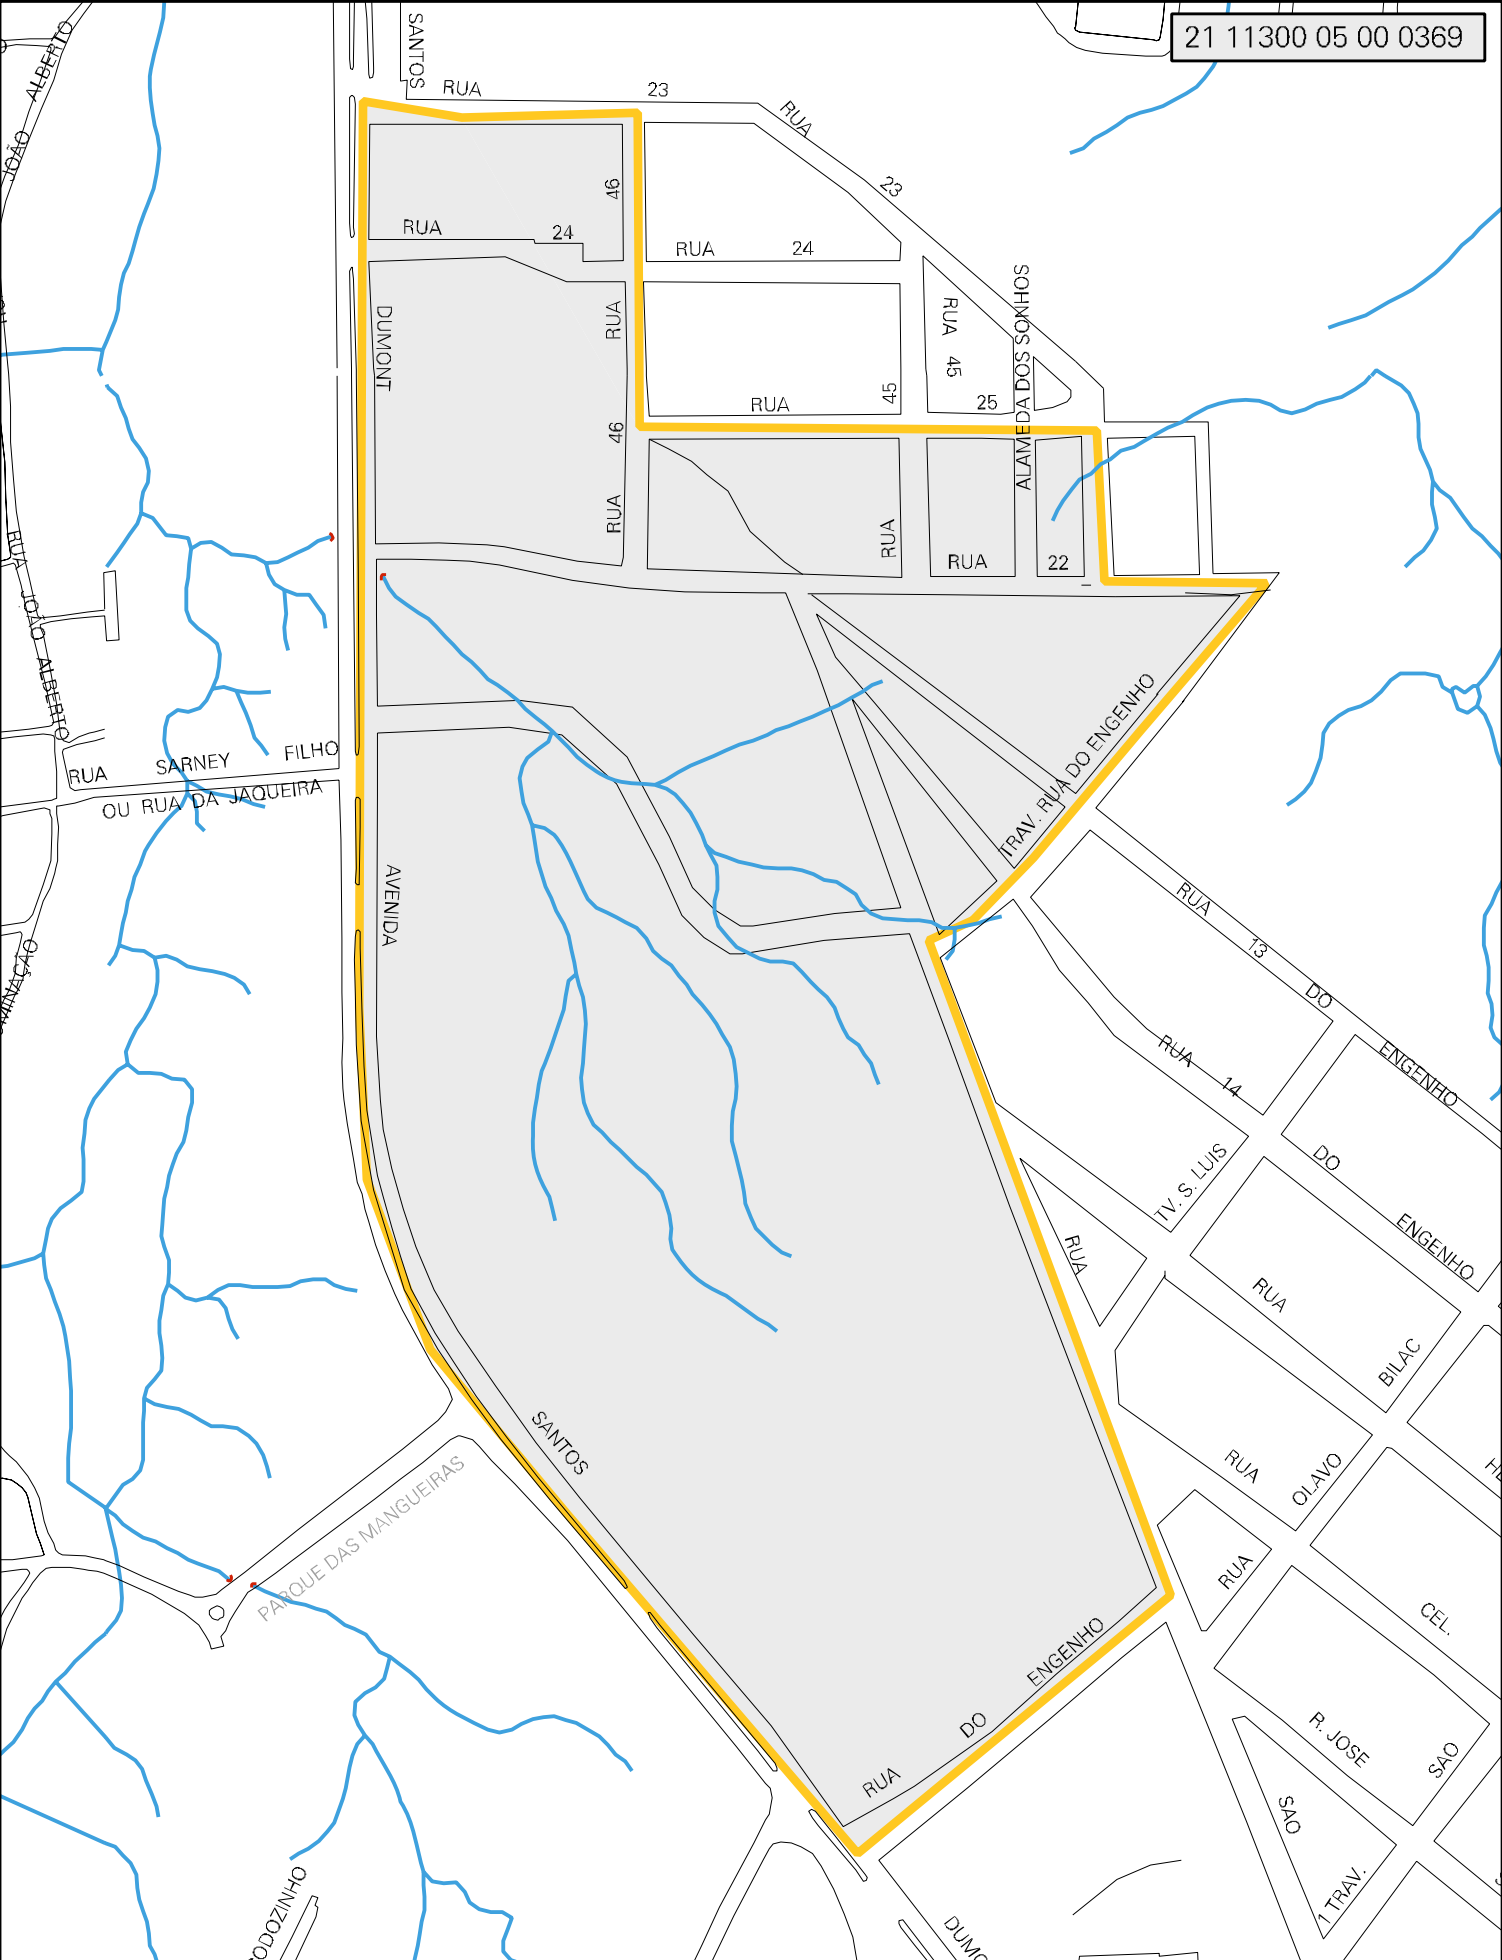 21 11300 05 00 0369
SANTOS
RUA 23
RUA 23
JOÃO ALBERTO
46
RUA 24
RUA 24
ALAMEDA DOS SONHOS
RUA 45
DUMONT
RUA 46 RUA
RUA 25
45
RUA
RUA 22
RUA JOÃO ALBERTO
TRAV. RUA DO ENGENHO
RUA SARNEY FILHO
OU RUA DA JAQUEIRA
AVENIDA
RUA 13 DO ENGENHO
RUA 14 DO ENGENHO
TV. S. LUIS
RUA
RUA BILAC
SANTOS
RUA OLAVO
PARQUE DAS MANGUEIRAS
RUA
CEL.
RUA DO ENGENHO
R. JOSE
SAO
SAO
1 TRAV.